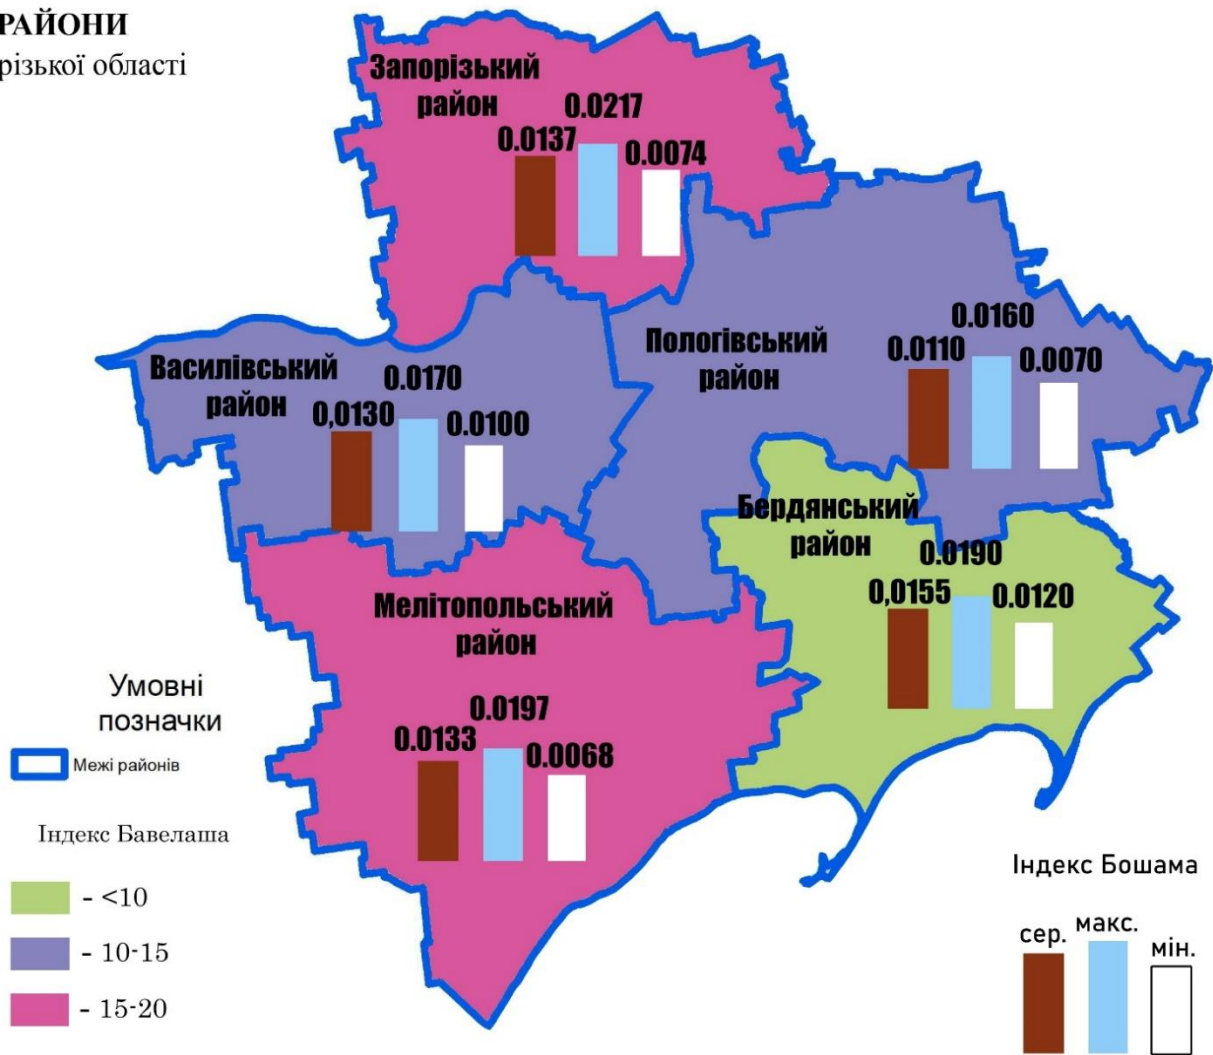 РАЙОНИ
різької області
Запорізький
район
0.0137
0.0217
0.0074
Василівський
район
0,0130
0.0170
0.0100
Пологівський
район
0.0110
0.0160
0.0070
Бердянський
район
0,0155
0.0190
0.0120
Мелітопольський
район
0.0133
0.0197
0.0068
Умовні
позначки
Межі районів
Індекс Бавелаша
- <10
- 10-15
- 15-20
Індекс Бошама
сер.
макс.
мін.